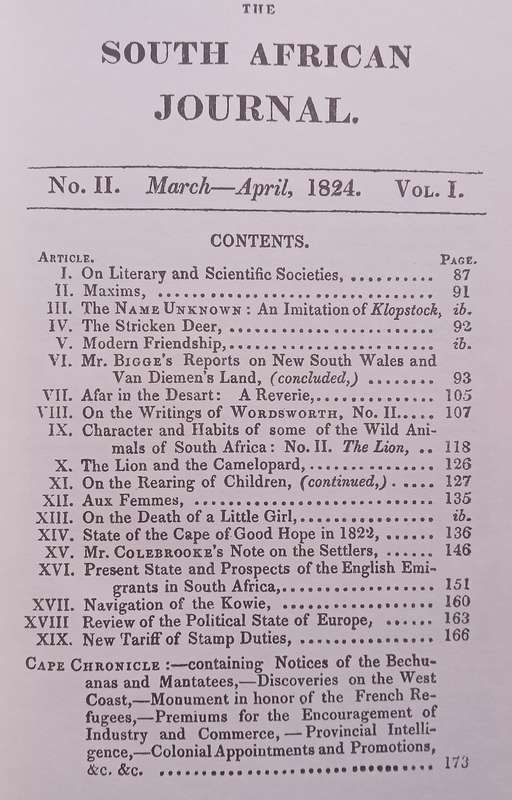 THE
SOUTH AFRICAN
JOURNAL.
No. II. March—April, 1824. Vol. I.
CONTENTS.
Article. Page.
I. On Literary and Scientific Societies, .......... 87
II. Maxims, .............................. 91
III. The Name Unknown: An Imitation of Klopstock, ib.
IV. The Stricken Deer, ...................... 92
V. Modern Friendship, ...................... ib.
VI. Mr. Bigge's Reports on New South Wales and
Van Diemen's Land, (concluded,) ........ 93
VII. Afar in the Desart: A Reverie, .............. 105
VIII. On the Writings of Wordsworth, No. II..... 107
IX. Character and Habits of some of the Wild Ani-
mals of South Africa: No. II. The Lion, .. 118
X. The Lion and the Camelopard, .............. 126
XI. On the Rearing of Children, (continued,) ..... 127
XII. Aux Femmes, .......................... 135
XIII. On the Death of a Little Girl, ................ ib.
XIV. State of the Cape of Good Hope in 1822, ...... 136
XV. Mr. Colebrooke's Note on the Settlers, ...... 146
XVI. Present State and Prospects of the English Emi-
grants in South Africa, .................. 151
XVII. Navigation of the Kowie, .................. 160
XVIII Review of the Political State of Europe, ...... 163
XIX. New Tariff of Stamp Duties, ................ 166
Cape Chronicle:—containing Notices of the Bechu-
anas and Mantatees,—Discoveries on the West
Coast,—Monument in honor of the French Re-
fugees,—Premiums for the Encouragement of
Industry and Commerce,—Provincial Intelli-
gence,—Colonial Appointments and Promotions,
&c. &c. .................................. 173